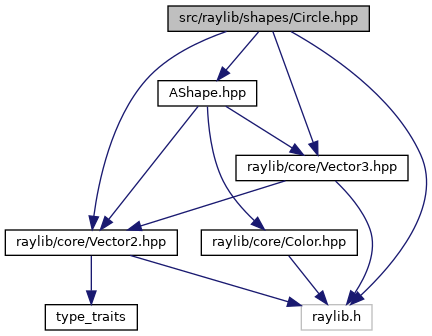 src/raylib/shapes/Circle.hpp
AShape.hpp
raylib/core/Vector3.hpp
raylib/core/Vector2.hpp
raylib/core/Color.hpp
type_traits
raylib.h